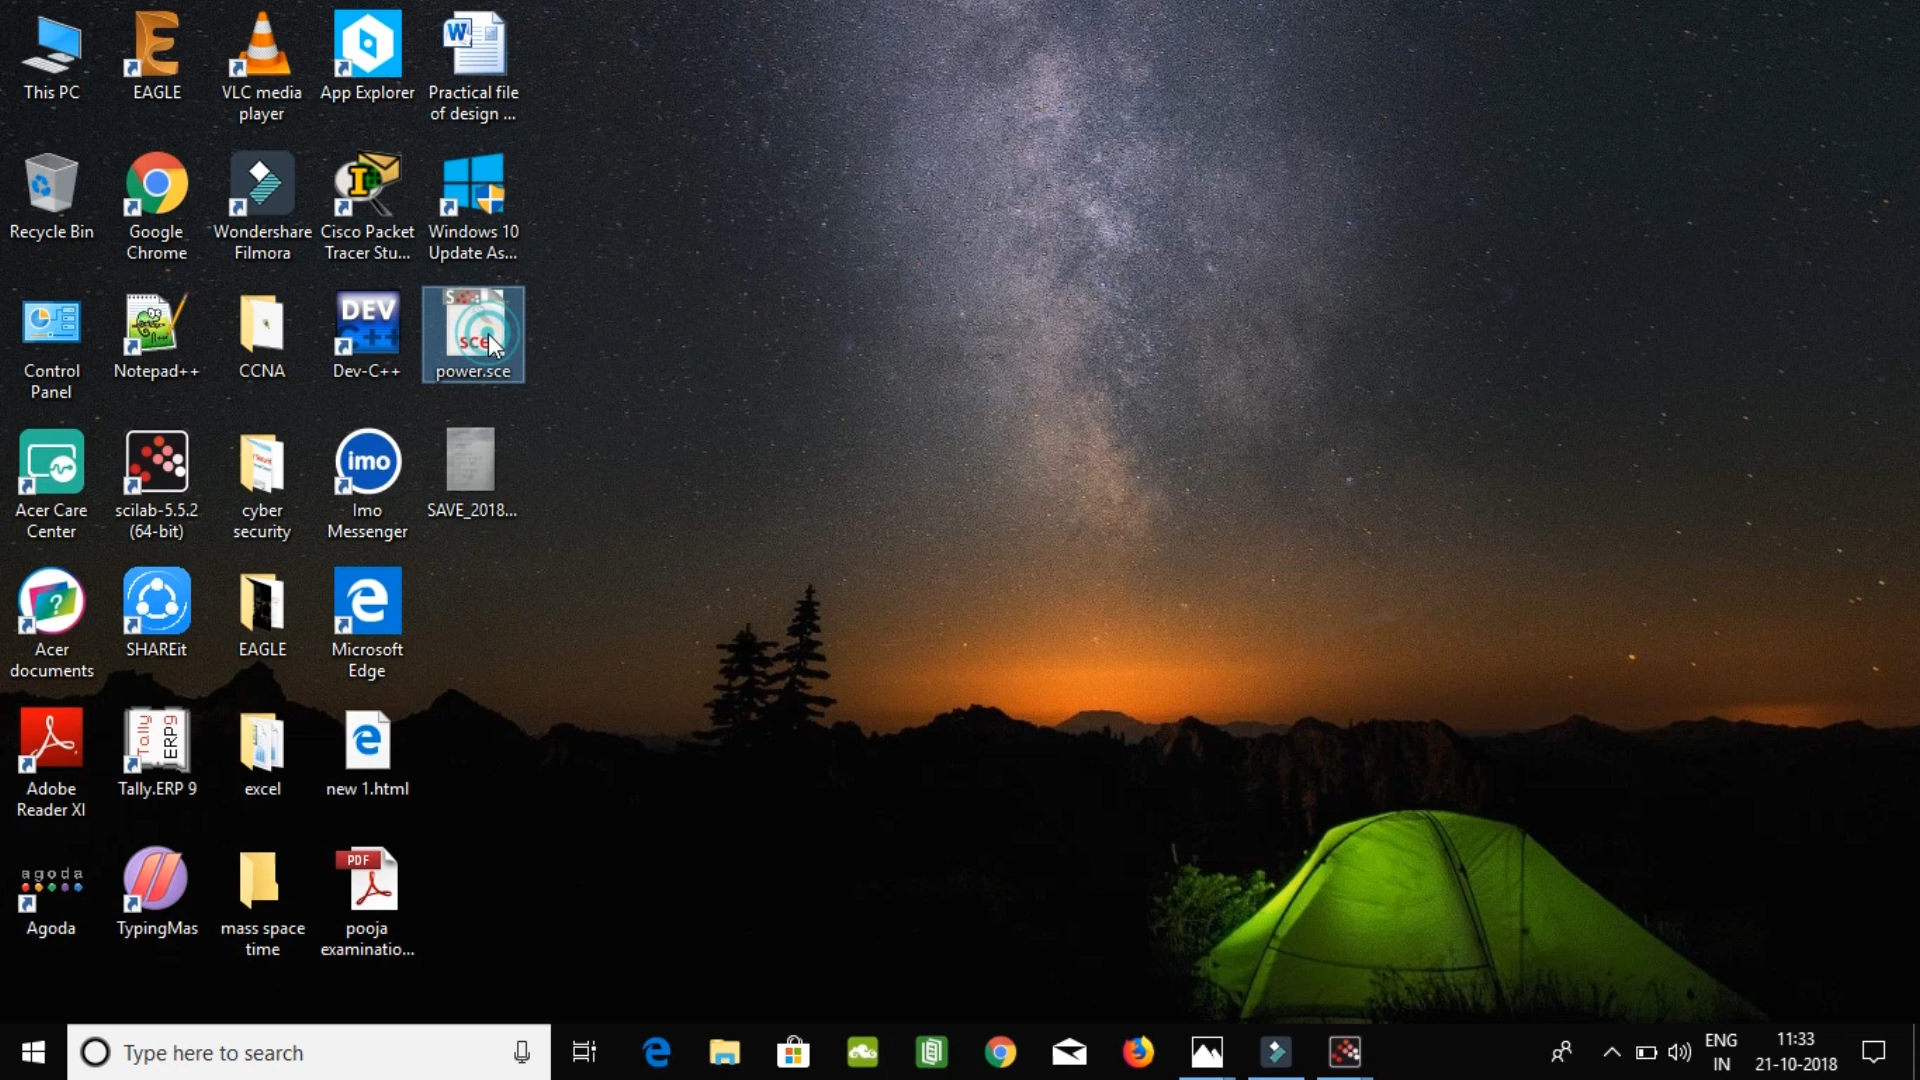 This PC
EAGLE
VLC media
player
App Explorer
Practical file
of design ...
Recycle Bin
Google
Chrome
Wondershare
Filmora
Cisco Packet
Tracer Stu...
Windows 10
Update As...
Control
Panel
Notepad++
CCNA
DEV
C++
Dev-C++
sce
power.sce
Acer Care
Center
scilab-5.5.2
(64-bit)
cyber
security
imo
Imo
Messenger
SAVE_2018...
Acer
documents
SHAREit
EAGLE
Microsoft
Edge
Adobe
Reader XI
Tally
ERP9
Tally.ERP 9
excel
new 1.html
agoda
Agoda
TypingMas
mass space
time
PDF
pooja
examinatio...
Type here to search
ENG
IN
11:33
21-10-2018